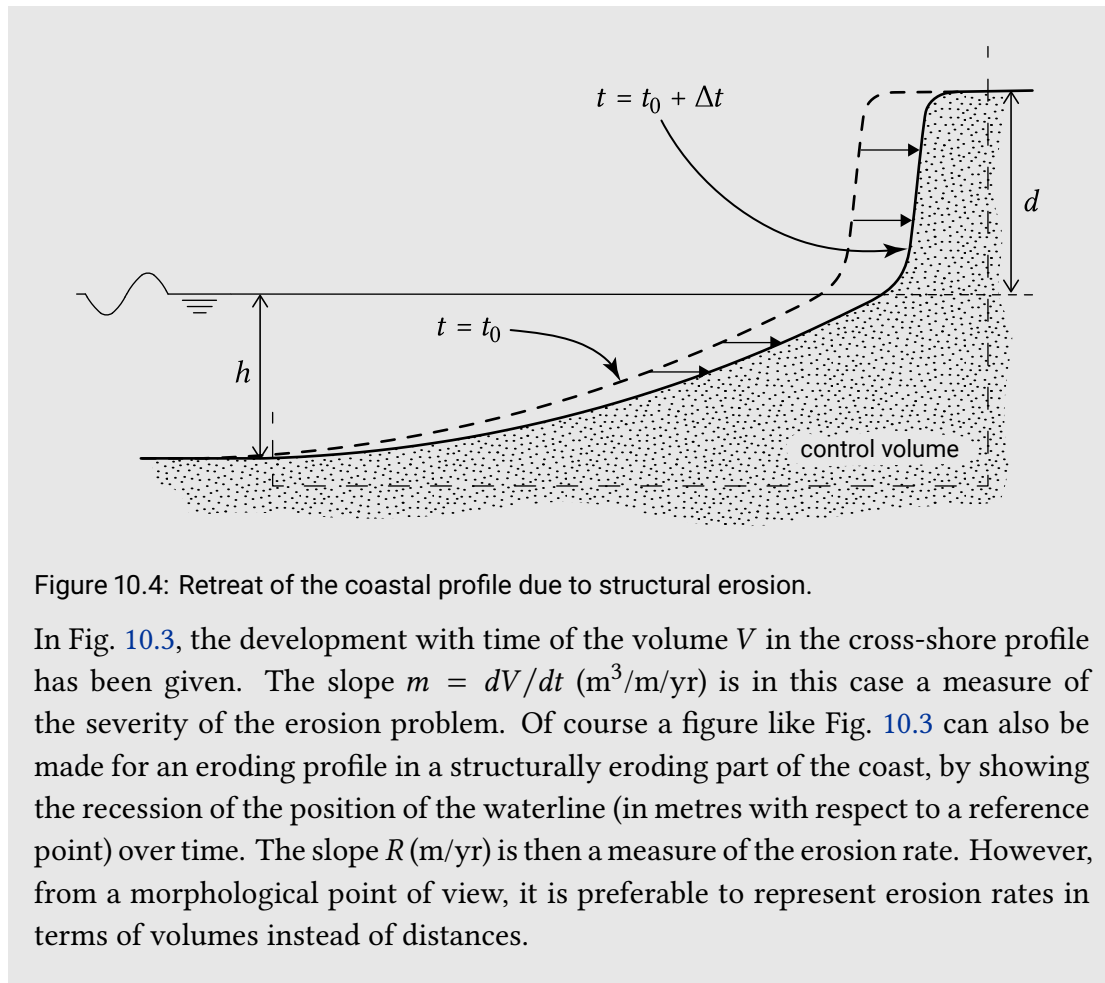 t = t₀ + Δt
d
t = t₀
h
control volume
Figure 10.4: Retreat of the coastal profile due to structural erosion.
In Fig. 10.3, the development with time of the volume V in the cross-shore profile
has been given. The slope m = dV/dt (m³/m/yr) is in this case a measure of
the severity of the erosion problem. Of course a figure like Fig. 10.3 can also be
made for an eroding profile in a structurally eroding part of the coast, by showing
the recession of the position of the waterline (in metres with respect to a reference
point) over time. The slope R (m/yr) is then a measure of the erosion rate. However,
from a morphological point of view, it is preferable to represent erosion rates in
terms of volumes instead of distances.